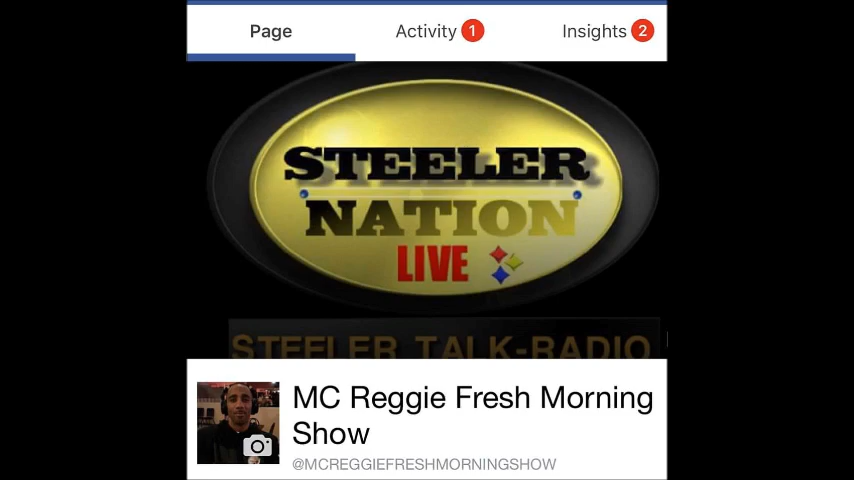 Page
Activity 1
Insights 2
STEELER
NATION
LIVE
STEELER TALK-RADIO
MC Reggie Fresh Morning
Show
@MCREGGIEFRESHMORNINGSHOW